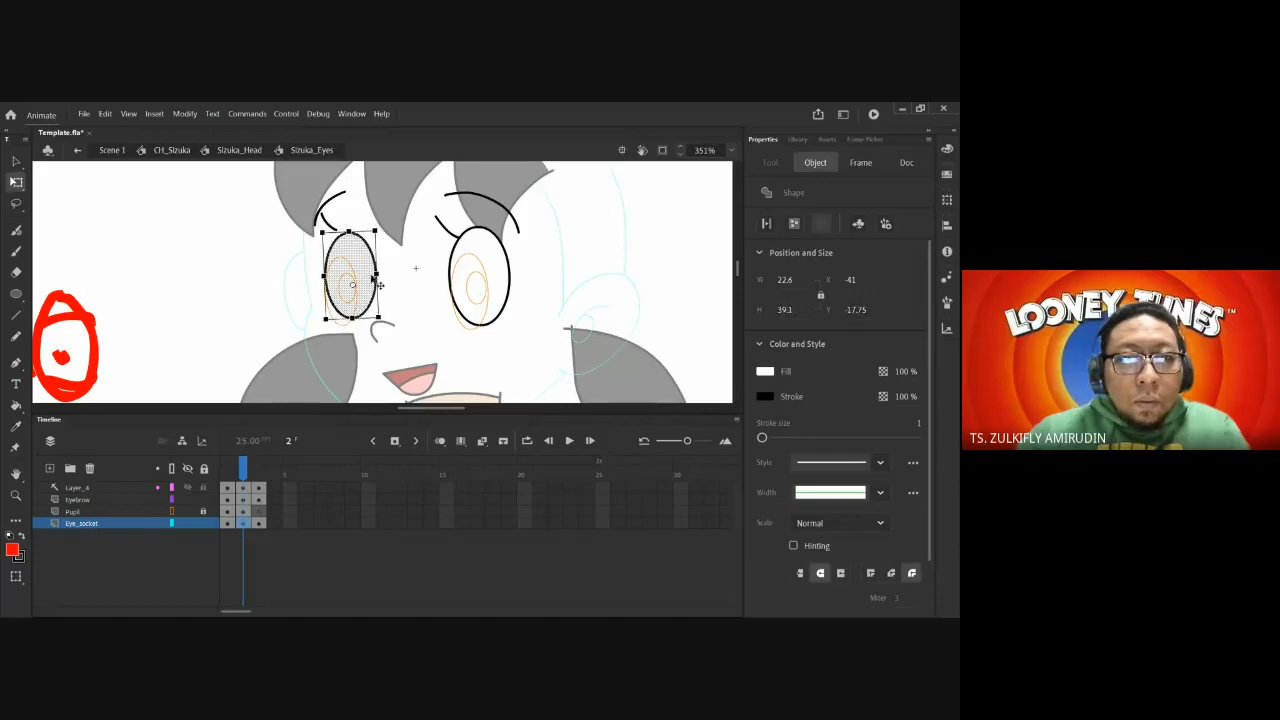 Animate File Edit View Insert Modify Text Commands Control Debug Window Help
Template.fla*
Scene 1 CH_Sizuka Sizuka_Head Sizuka_Eyes 351%
Properties Library Assets Frame Picker
Tool Object Frame Doc
Shape
Position and Size
W 22.6 X -41
H 39.1 Y -17.75
Color and Style
Fill 100 %
Stroke 100 %
Stroke size 1
Style
Width
Scale Normal
Hinting
Miter 3
Timeline
25.00 FPS 2 F
1s
5 10 15 20 25 30
Layer_4
Eyebrow
Pupil
Eye_socket
LOONEY TUNES ™
TS. ZULKIFLY AMIRUDIN